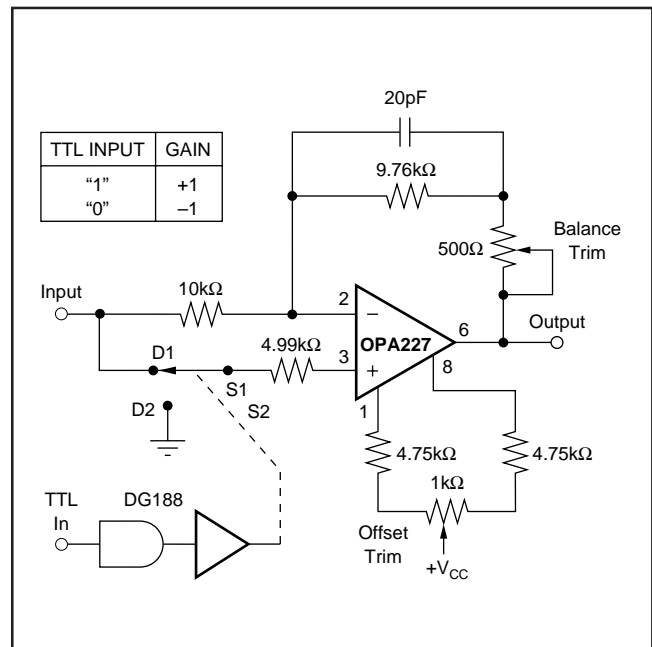 20pF
TTL INPUT GAIN
“1” +1
“0” –1
9.76kΩ
500Ω
Balance
Trim
Input
10kΩ
2
–
6
Output
OPA227
D1
4.99kΩ
3
+
8
S1
S2
D2
1
4.75kΩ
4.75kΩ
TTL
In
DG188
1kΩ
Offset
Trim
+VCC